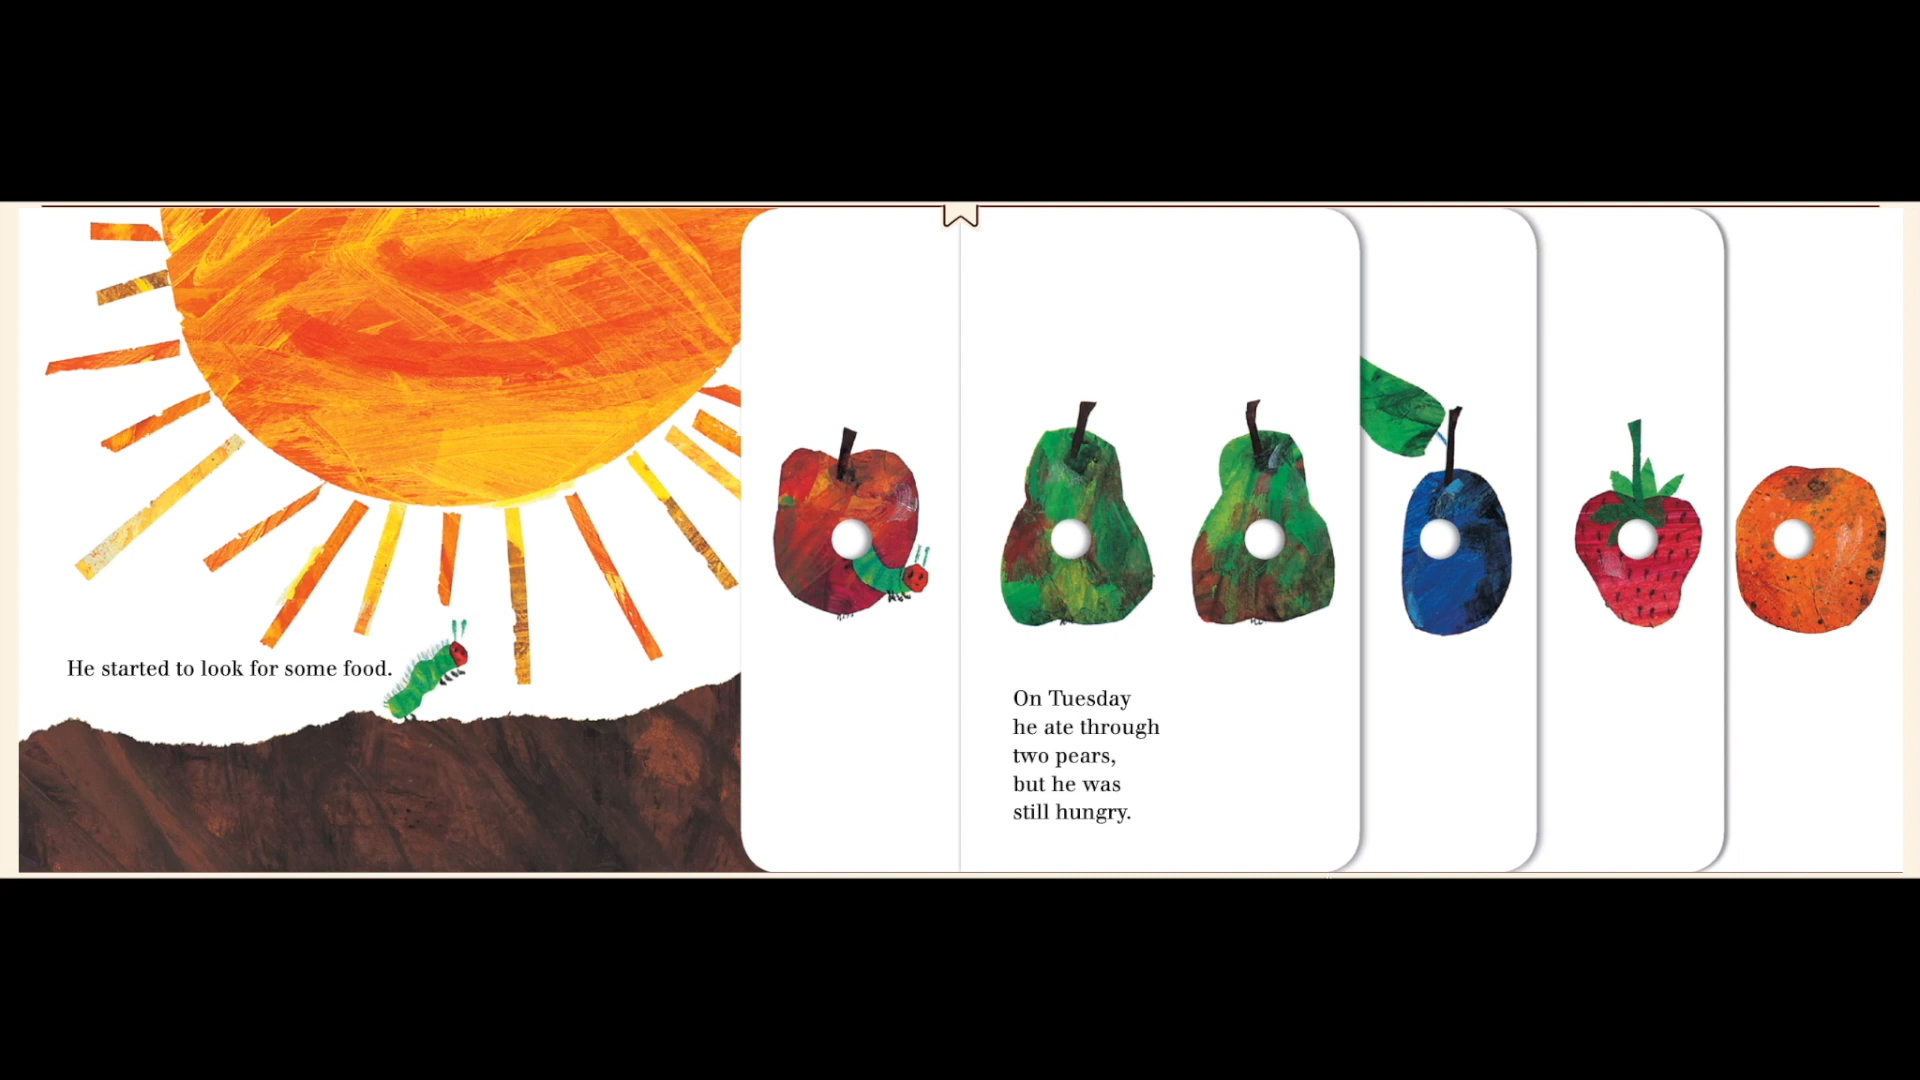 He started to look for some food.
On Tuesday
he ate through
two pears,
but he was
still hungry.